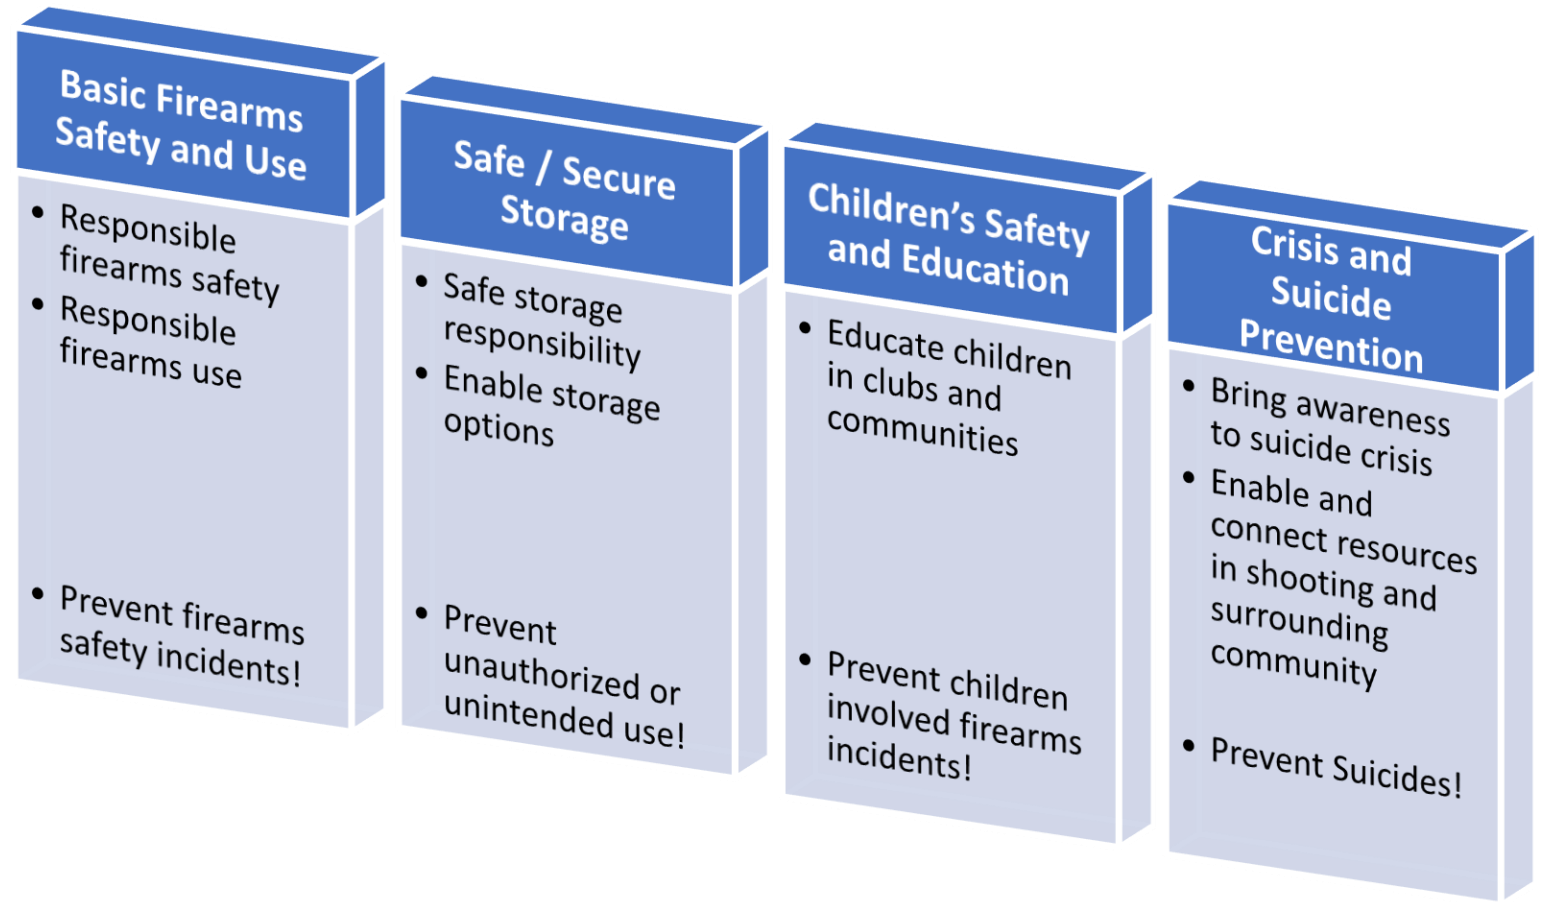 Basic Firearms
Safety and Use
• Responsible
firearms safety
• Responsible
firearms use
• Prevent firearms
safety incidents!
Safe / Secure
Storage
• Safe storage
responsibility
• Enable storage
options
• Prevent
unauthorized or
unintended use!
Children’s Safety
and Education
• Educate children
in clubs and
communities
• Prevent children
involved firearms
incidents!
Crisis and
Suicide
Prevention
• Bring awareness
to suicide crisis
• Enable and
connect resources
in shooting and
surrounding
community
• Prevent Suicides!